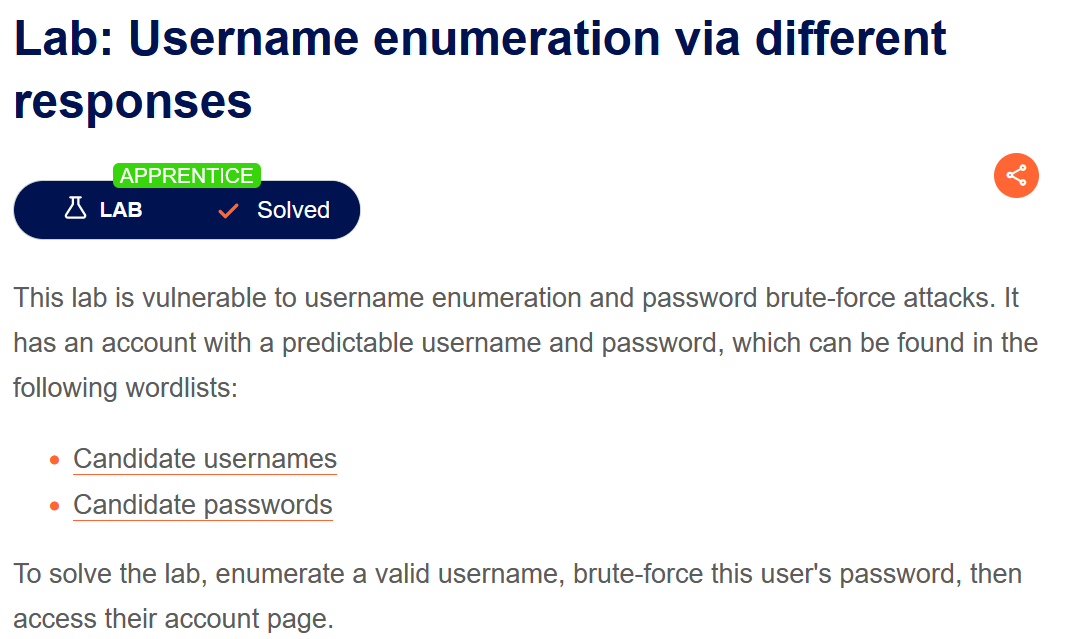 Lab: Username enumeration via different
responses
APPRENTICE
LAB Solved
This lab is vulnerable to username enumeration and password brute-force attacks. It
has an account with a predictable username and password, which can be found in the
following wordlists:
Candidate usernames
Candidate passwords
To solve the lab, enumerate a valid username, brute-force this user's password, then
access their account page.